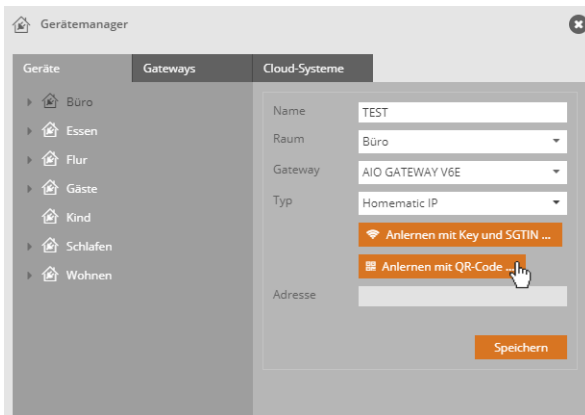 Gerätemanager
Geräte
Gateways
Cloud-Systeme
Büro
Essen
Flur
Gäste
Kind
Schlafen
Wohnen
Name TEST
Raum Büro
Gateway AIO GATEWAY V6E
Typ Homematic IP
Anlernen mit Key und SGTIN ...
Anlernen mit QR-Code ...
Adresse
Speichern